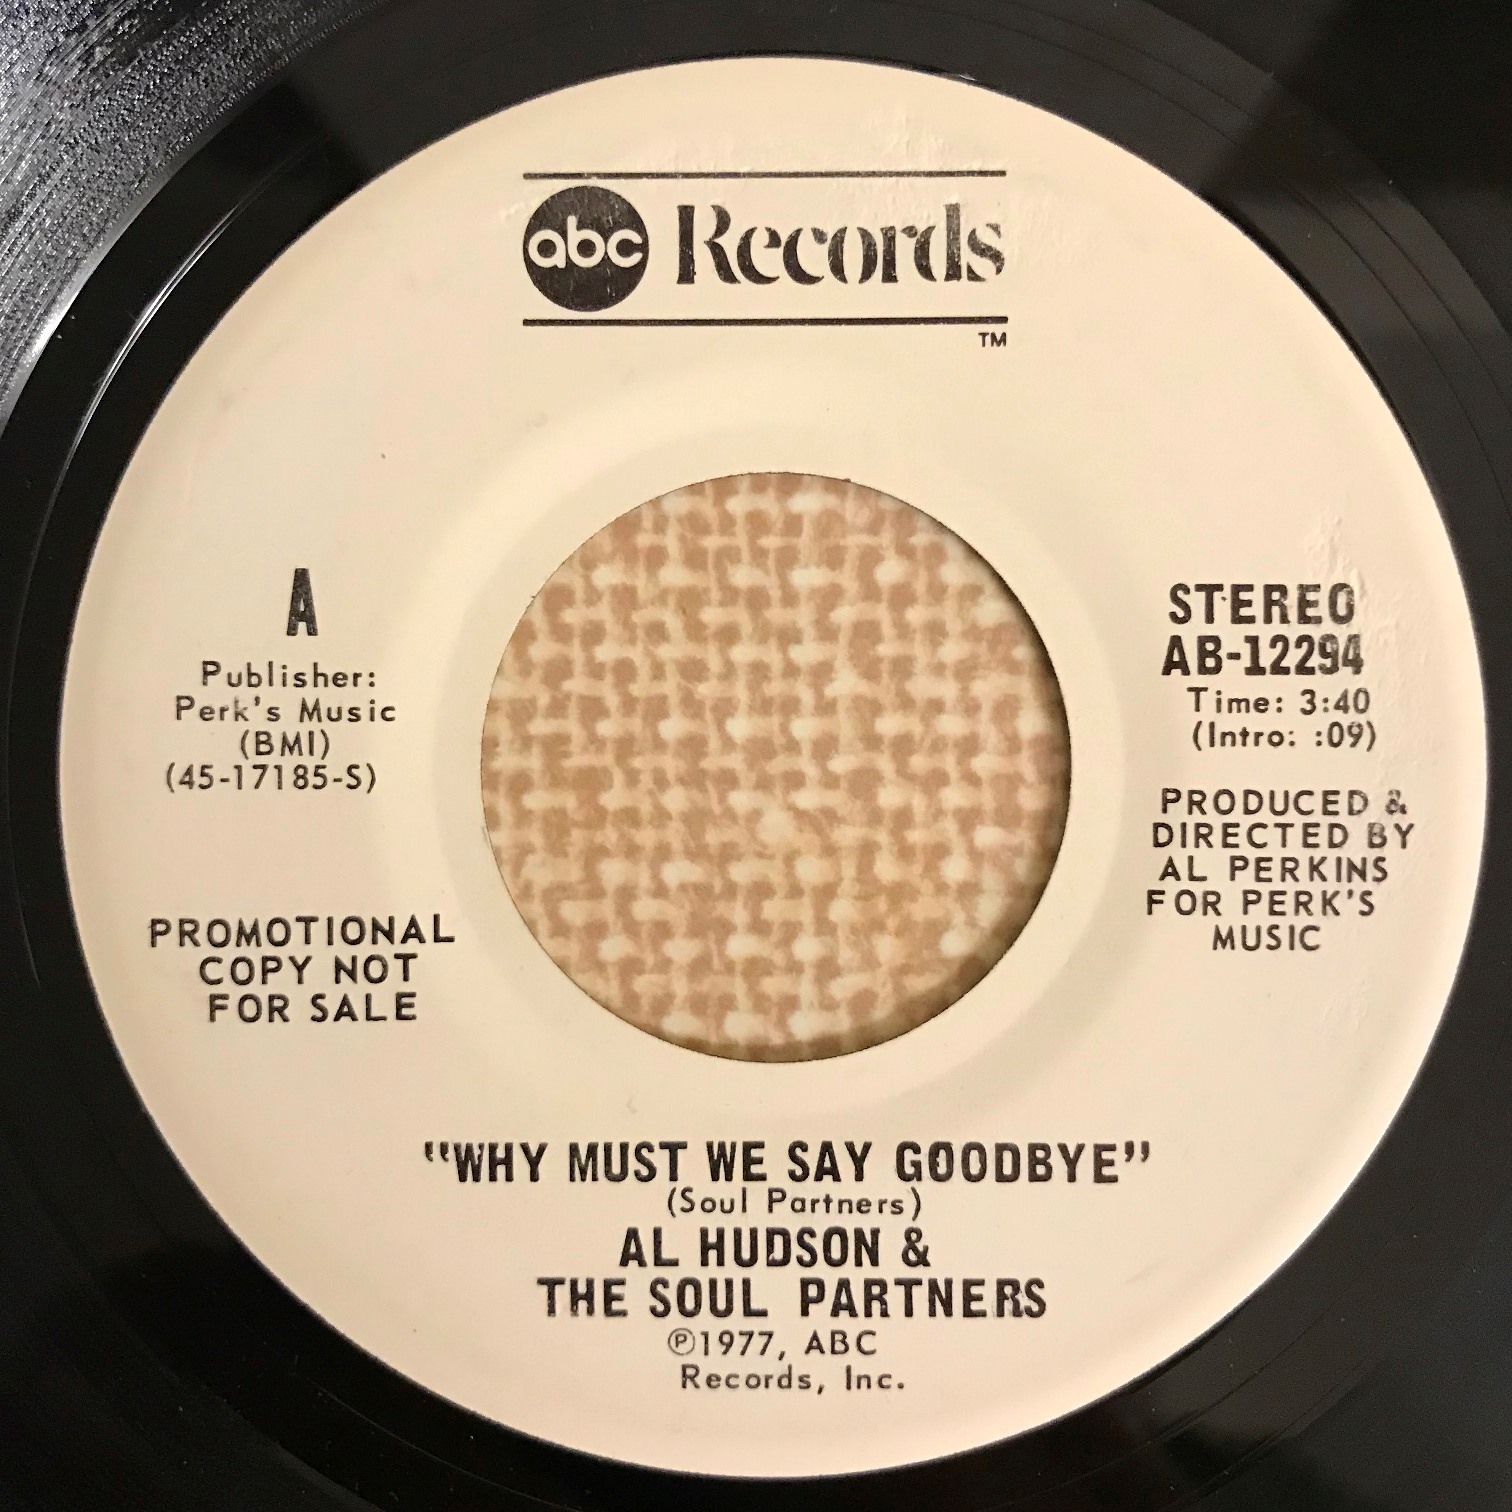 abc Records
TM
A
Publisher:
Perk's Music
(BMI)
(45-17185-S)
PROMOTIONAL
COPY NOT
FOR SALE
STEREO
AB-12294
Time: 3:40
(Intro: :09)
PRODUCED &
DIRECTED BY
AL PERKINS
FOR PERK'S
MUSIC
"WHY MUST WE SAY GOODBYE"
(Soul Partners)
AL HUDSON &
THE SOUL PARTNERS
℗1977, ABC
Records, Inc.